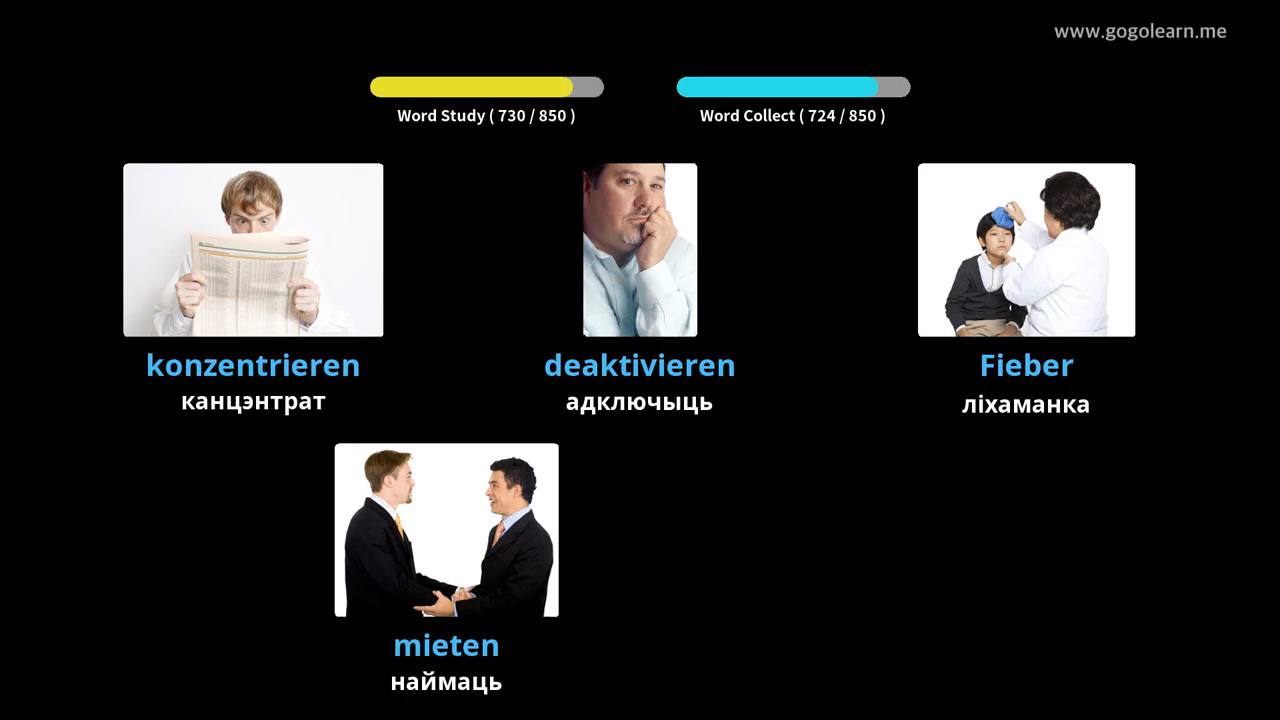 www.gogolearn.me
Word Study ( 730 / 850 )
Word Collect ( 724 / 850 )
konzentrieren
канцэнтрат
deaktivieren
адключыць
Fieber
ліхаманка
mieten
наймаць